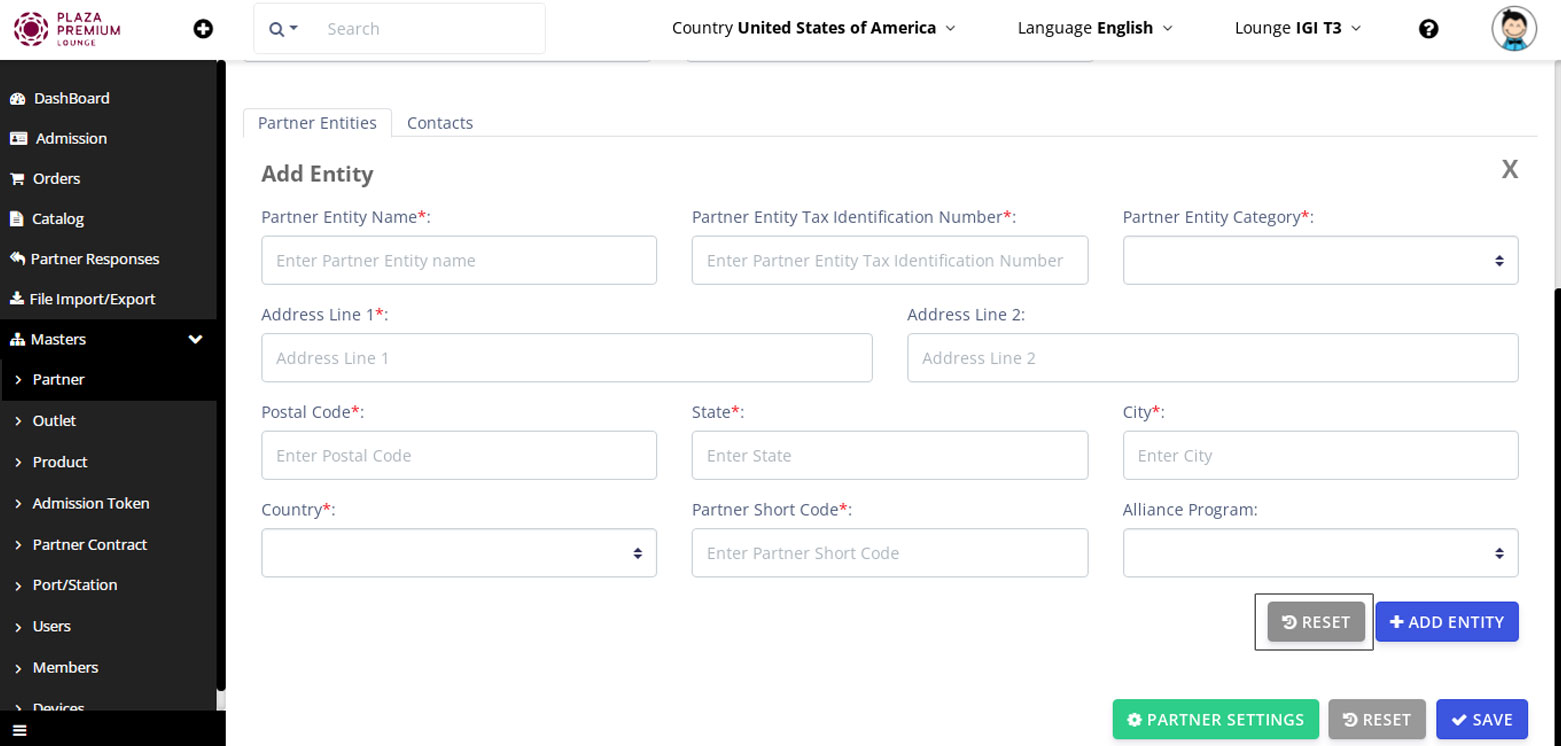 PLAZA
PREMIUM
LOUNGE
Search
Country United States of America
Language English
Lounge IGI T3
DashBoard
Admission
Orders
Catalog
Partner Responses
File Import/Export
Masters
Partner
Outlet
Product
Admission Token
Partner Contract
Port/Station
Users
Members
Devices
Partner Entities
Contacts
Add Entity
X
Partner Entity Name*:
Partner Entity Tax Identification Number*:
Partner Entity Category*:
Enter Partner Entity name
Enter Partner Entity Tax Identification Number
Address Line 1*:
Address Line 2:
Address Line 1
Address Line 2
Postal Code*:
State*:
City*:
Enter Postal Code
Enter State
Enter City
Country*:
Partner Short Code*:
Alliance Program:
Enter Partner Short Code
RESET
ADD ENTITY
PARTNER SETTINGS
RESET
SAVE